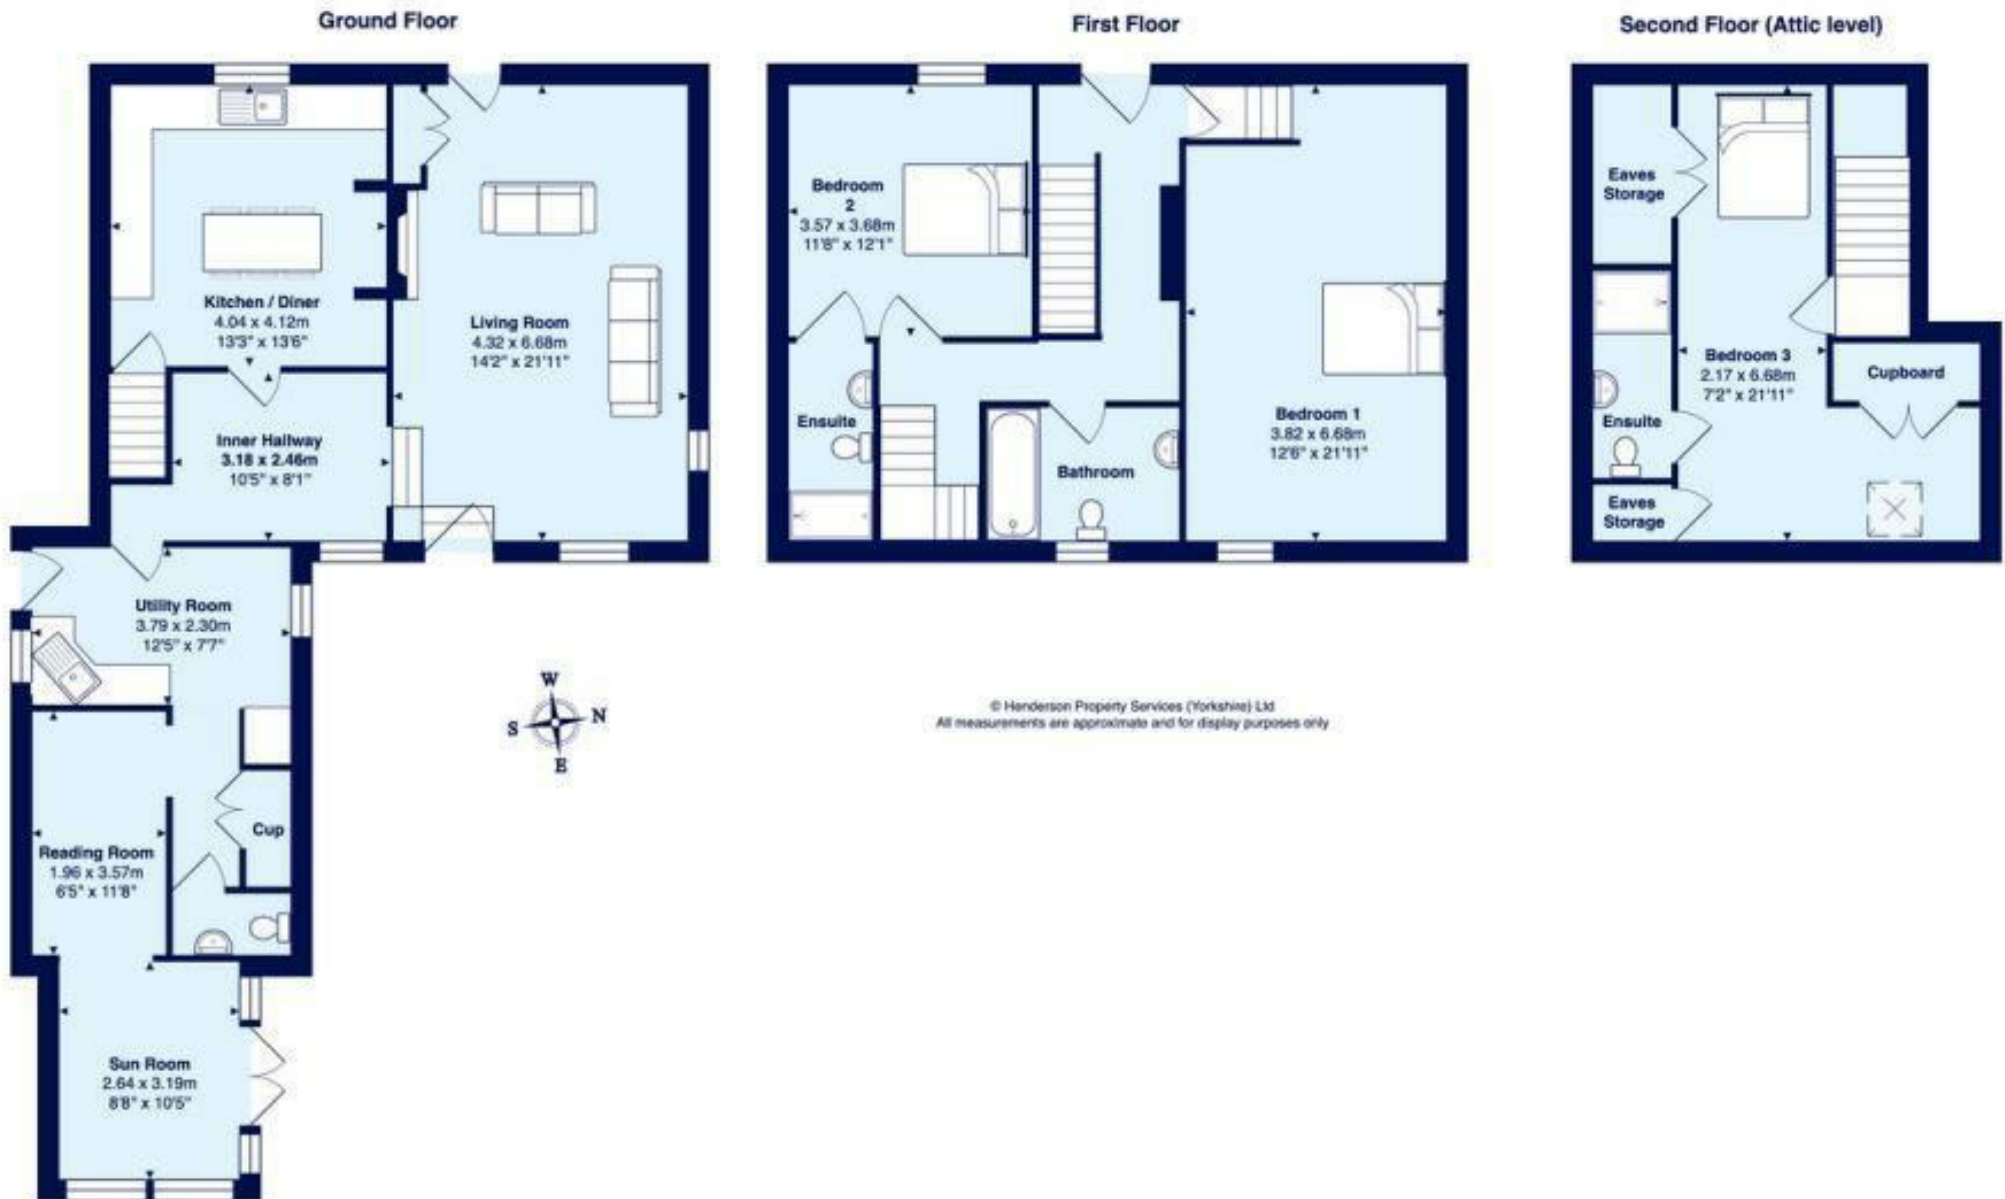 Ground Floor
Kitchen / Diner
4.04 x 4.12m
13'3" x 13'6"
Living Room
4.32 x 6.68m
14'2" x 21'11"
Inner Hallway
3.18 x 2.46m
10'5" x 8'1"
Utility Room
3.79 x 2.30m
12'5" x 7'7"
Cup
Reading Room
1.96 x 3.57m
6'5" x 11'8"
Sun Room
2.64 x 3.19m
8'8" x 10'5"
First Floor
Bedroom
2
3.57 x 3.68m
11'8" x 12'1"
Ensuite
Bathroom
Bedroom 1
3.82 x 6.68m
12'6" x 21'11"
Second Floor (Attic level)
Eaves
Storage
Bedroom 3
2.17 x 6.68m
7'2" x 21'11"
Cupboard
Ensuite
Eaves
Storage
W
N
S
E
© Henderson Property Services (Yorkshire) Ltd
All measurements are approximate and for display purposes only